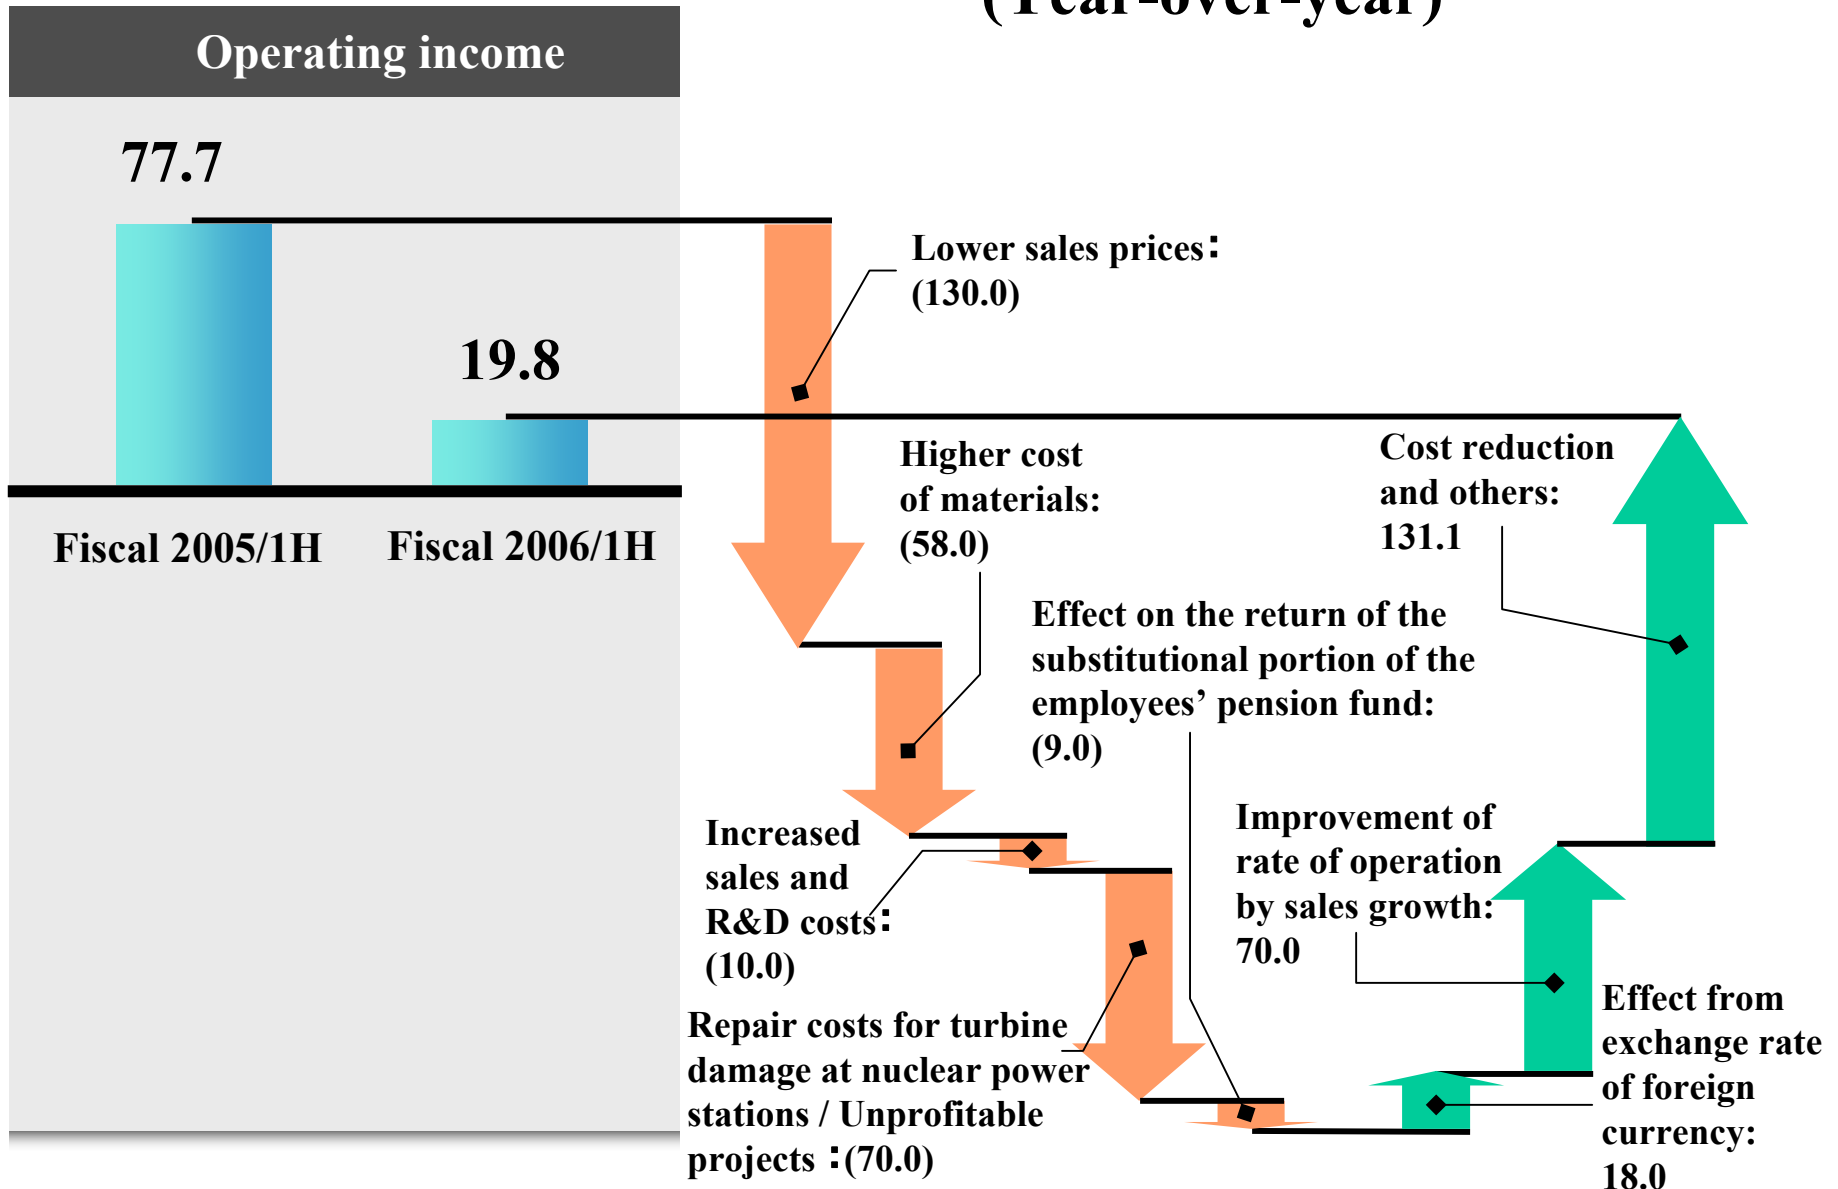 (Year-over-year)
Operating income
77.7
19.8
Fiscal 2005/1H
Fiscal 2006/1H
Lower sales prices：
(130.0)
Higher cost
of materials:
(58.0)
Cost reduction
and others:
131.1
Effect on the return of the
substitutional portion of the
employees’ pension fund:
(9.0)
Increased
sales and
R&D costs：
(10.0)
Improvement of
rate of operation
by sales growth:
70.0
Repair costs for turbine
damage at nuclear power
stations / Unprofitable
projects：(70.0)
Effect from
exchange rate
of foreign
currency:
18.0